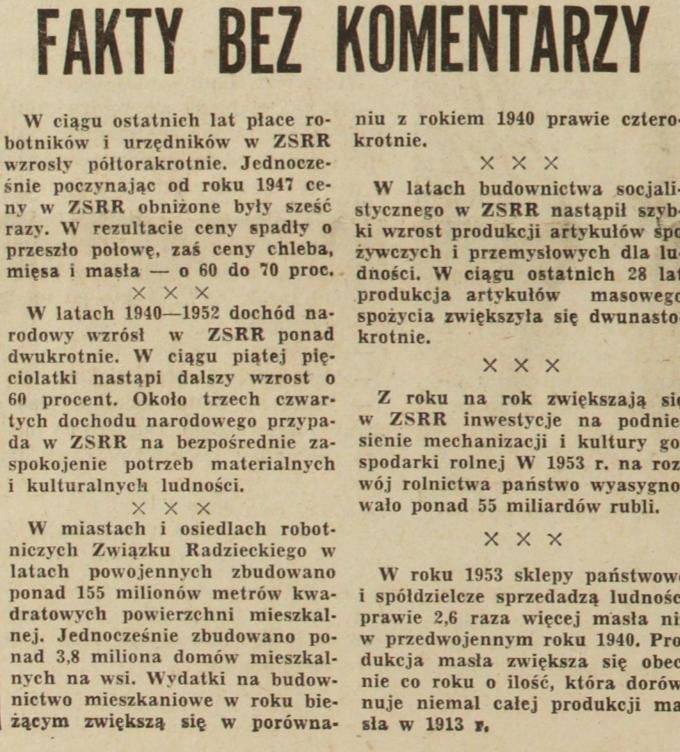 FAKTY BEZ KOMENTARZY
W ciągu ostatnich lat płace ro-
botników i urzędników w ZSRR
wzrosły półtorakrotnie. Jednocze-
śnie poczynając od roku 1947 ce-
ny w ZSRR obniżone były sześć
razy. W rezultacie ceny spadły o
przeszło połowę, zaś ceny chleba,
mięsa i masła — o 60 do 70 proc.
× × ×
W latach 1940—1952 dochód na-
rodowy wzrósł w ZSRR ponad
dwukrotnie. W ciągu piątej pię-
ciolatki nastąpi dalszy wzrost o
60 procent. Około trzech czwar-
tych dochodu narodowego przypa-
da w ZSRR na bezpośrednie za-
spokojenie potrzeb materialnych
i kulturalnych ludności.
× × ×
W miastach i osiedlach robot-
niczych Związku Radzieckiego w
latach powojennych zbudowano
ponad 155 milionów metrów kwa-
dratowych powierzchni mieszkal-
nej. Jednocześnie zbudowano po-
nad 3,8 miliona domów mieszkal-
nych na wsi. Wydatki na budow-
nictwo mieszkaniowe w roku bie-
żącym zwiększą się w porówna-
niu z rokiem 1940 prawie cztero-
krotnie.
× × ×
W latach budownictwa socjali-
stycznego w ZSRR nastąpił szyb-
ki wzrost produkcji artykułów spo
żywczych i przemysłowych dla lu-
dności. W ciągu ostatnich 28 lat
produkcja artykułów masowego
spożycia zwiększyła się dwunasto-
krotnie.
× × ×
Z roku na rok zwiększają się
w ZSRR inwestycje na podnie
sienie mechanizacji i kultury go
spodarki rolnej W 1953 r. na roz
wój rolnictwa państwo wyasygno
wało ponad 55 miliardów rubli.
× × ×
W roku 1953 sklepy państwowe
i spółdzielcze sprzedadzą ludnośc
prawie 2,6 raza więcej masła ni
w przedwojennym roku 1940. Pro
dukcja masła zwiększa się obec
nie co roku o ilość, która dorów
nuje niemal całej produkcji ma
sła w 1913 r.